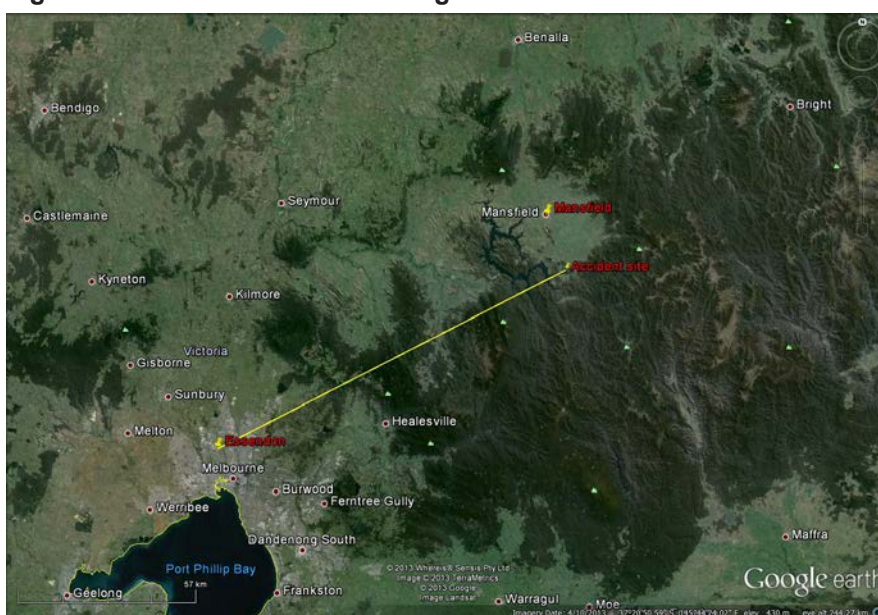 Benalla
Bendigo
Bright
Castlemaine
Seymour
Mansfield
Mansfield
Accident site
Kyneton
Kilmore
Victoria
Gisborne
Sunbury
Melton
Healesville
Essendon
Melbourne
Burwood
Werribee
Ferntree Gully
Dandenong South
Maffra
Port Phillip Bay
57 km
© 2013 Whereis® Sensis Pty Ltd
Image © 2013 TerraMetrics
© 2013 Google
Image Landsat
Google earth
Geelong
Frankston
Warragul
Moe